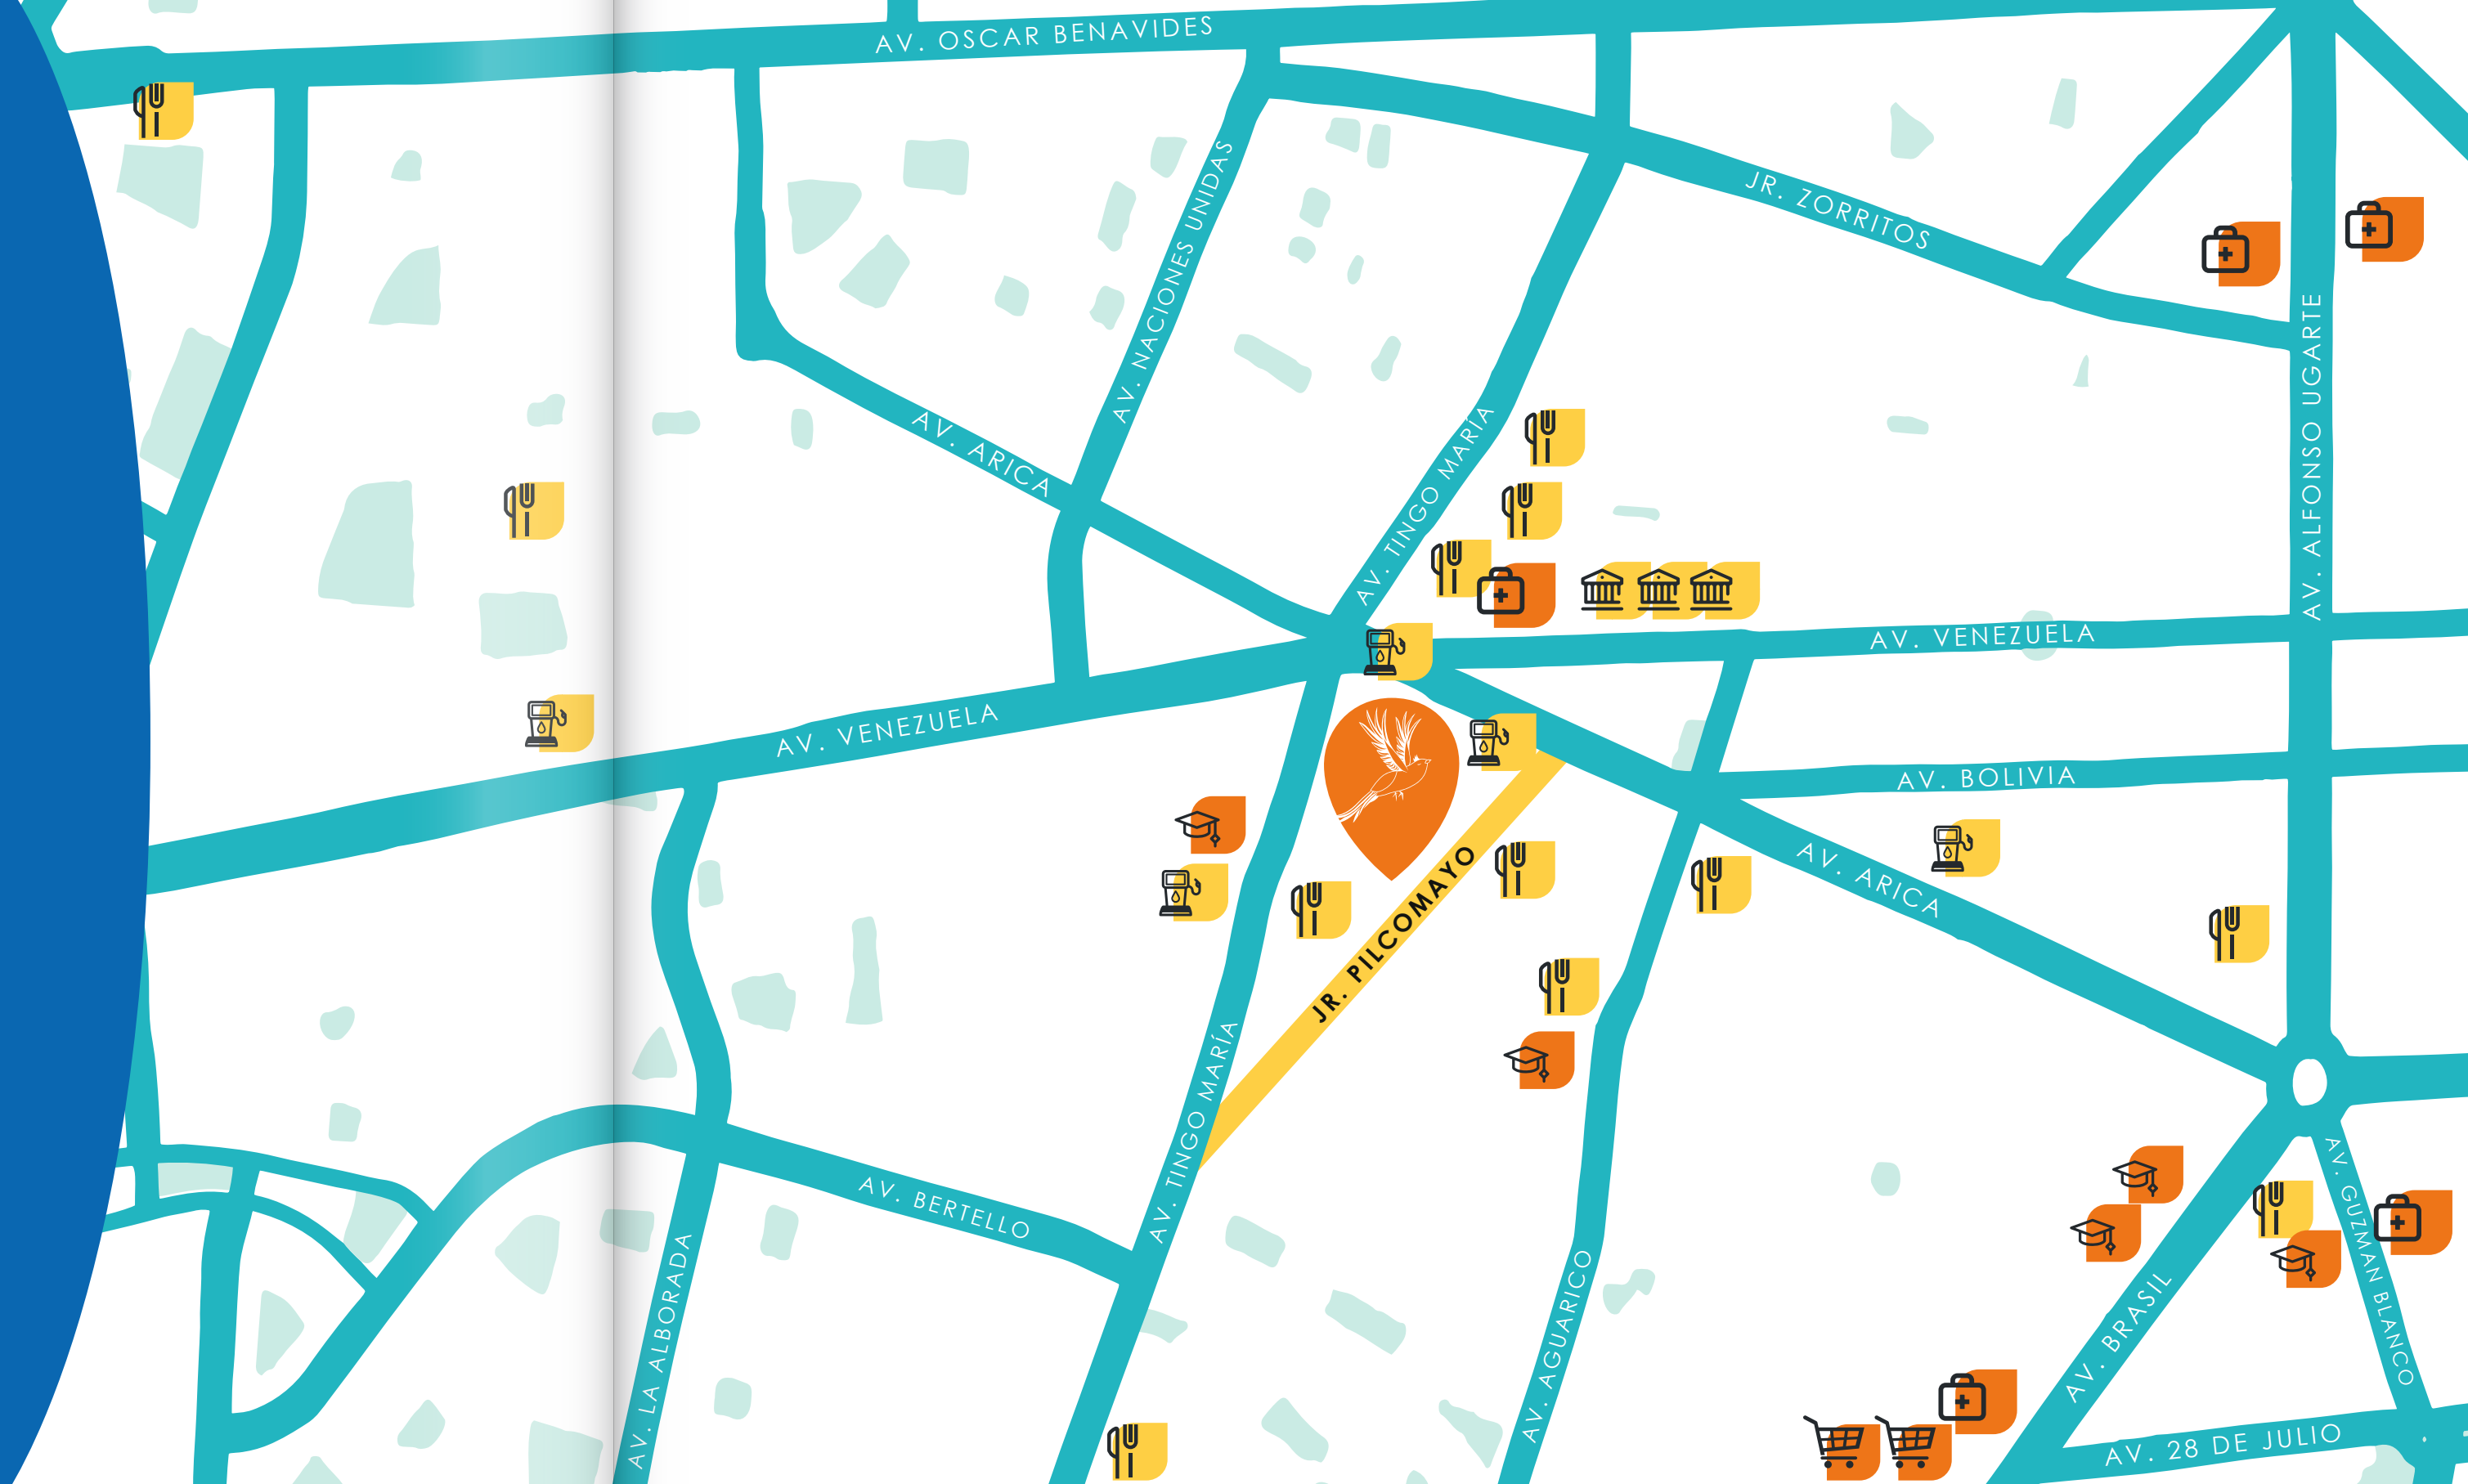 AV. OSCAR BENAVIDES
JR. ZORRITOS
AV. NACIONES UNIDAS
AV. ALFONSO UGARTE
AV. ARICA
AV. TINGO MARÍA
AV. VENEZUELA
AV. VENEZUELA
AV. BOLIVIA
AV. ARICA
JR. PILCOMAYO
AV. TINGO MARÍA
AV. BERTELLO
AV. LA ALBORADA
AV. AGUARICO
AV. BRASIL
AV. GUZMAN BLANCO
AV. 28 DE JULIO